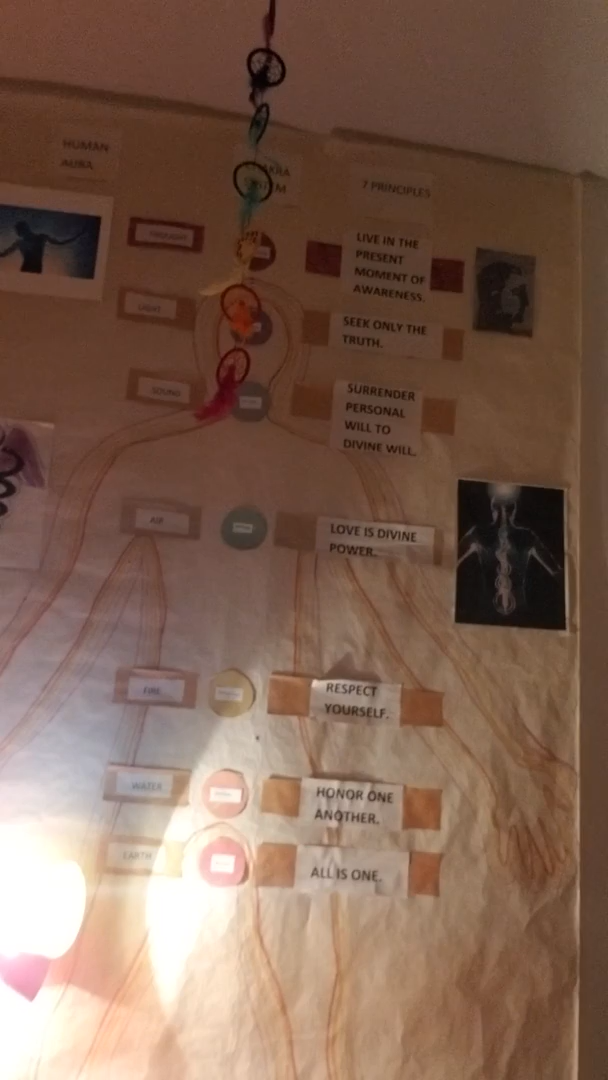 HUMAN
AURA
SYSTEM
7 PRINCIPLES
THOUGHT
LIVE IN THE
PRESENT
MOMENT OF
AWARENESS.
LIGHT
SEEK ONLY THE
TRUTH.
SOUND
SURRENDER
PERSONAL
WILL TO
DIVINE WILL.
AIR
LOVE IS DIVINE
POWER.
FIRE
RESPECT
YOURSELF.
WATER
HONOR ONE
ANOTHER.
EARTH
ALL IS ONE.